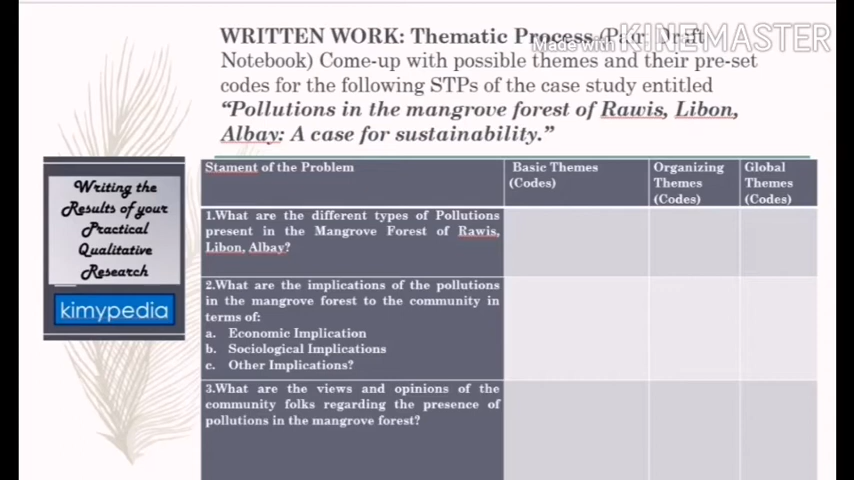 WRITTEN WORK: Thematic Process (Pair, Draft
Made with KINEMASTER
Notebook) Come-up with possible themes and their pre-set
codes for the following STPs of the case study entitled
“Pollutions in the mangrove forest of Rawis, Libon,
Albay: A case for sustainability.”
Writing the
Results of your
Practical
Qualitative
Research
kimypedia
Stament of the Problem
Basic Themes
(Codes)
Organizing
Themes
(Codes)
Global
Themes
(Codes)
1.What are the different types of Pollutions
present in the Mangrove Forest of Rawis,
Libon, Albay?
2.What are the implications of the pollutions
in the mangrove forest to the community in
terms of:
a. Economic Implication
b. Sociological Implications
c. Other Implications?
3.What are the views and opinions of the
community folks regarding the presence of
pollutions in the mangrove forest?